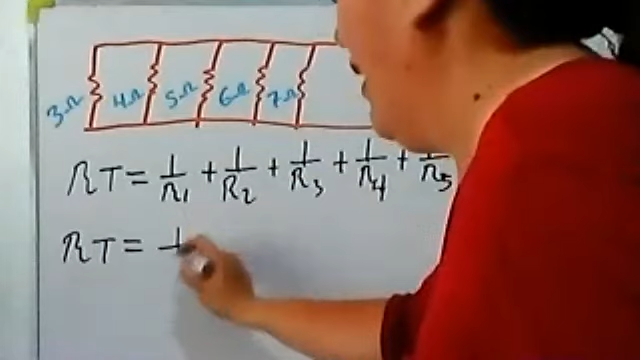 3Ω 4Ω 5Ω 6Ω 7Ω
RT = 1/R1 + 1/R2 + 1/R3 + 1/R4 + 1/R5
RT = 1